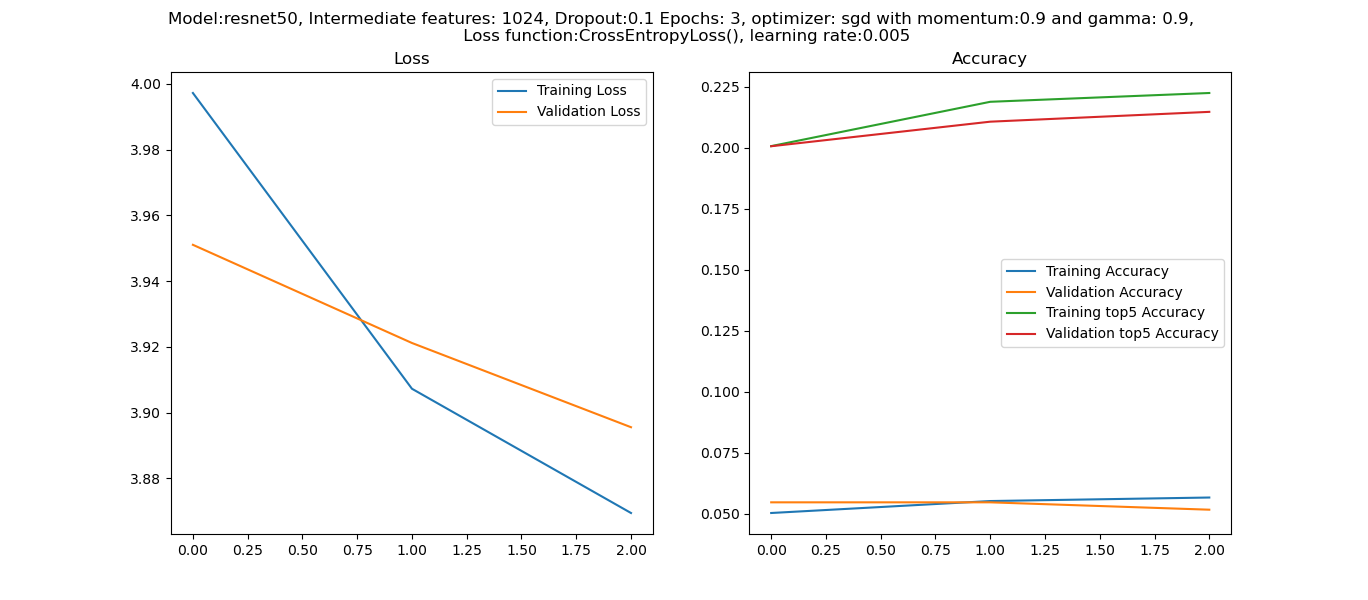 Model:resnet50, Intermediate features: 1024, Dropout:0.1 Epochs: 3, optimizer: sgd with momentum:0.9 and gamma: 0.9,
Loss function:CrossEntropyLoss(), learning rate:0.005
Loss
4.00
3.98
3.96
3.94
3.92
3.90
3.88
Training Loss
Validation Loss
0.00 0.25 0.50 0.75 1.00 1.25 1.50 1.75 2.00
Accuracy
0.225
0.200
0.175
0.150
0.125
0.100
0.075
0.050
Training Accuracy
Validation Accuracy
Training top5 Accuracy
Validation top5 Accuracy
0.00 0.25 0.50 0.75 1.00 1.25 1.50 1.75 2.00